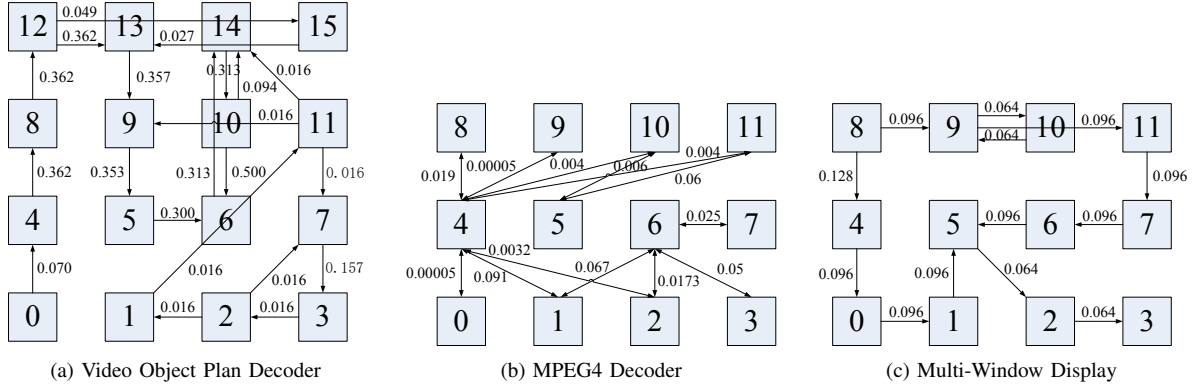 0.049
12 13 14 15
0.362 0.027
0.313 0.016
0.362 0.357 0.094
8 9 10 11
0.016
0.362 0.353 0.313 0.500 0.016
4 5 6 7
0.300
0.070 0.016 0.016 0.157
0 1 2 3
0.016 0.016
(a) Video Object Plan Decoder
8 9 10 11
0.00005 0.004 0.006 0.004
0.019 0.06
4 5 6 7
0.025
0.0032
0.00005 0.091 0.067 0.0173 0.05
0 1 2 3
(b) MPEG4 Decoder
0.064
8 9 10 11
0.096 0.096
0.064
0.128 0.096
4 5 6 7
0.096 0.096
0.096 0.096 0.064
0 1 2 3
0.096 0.064
(c) Multi-Window Display